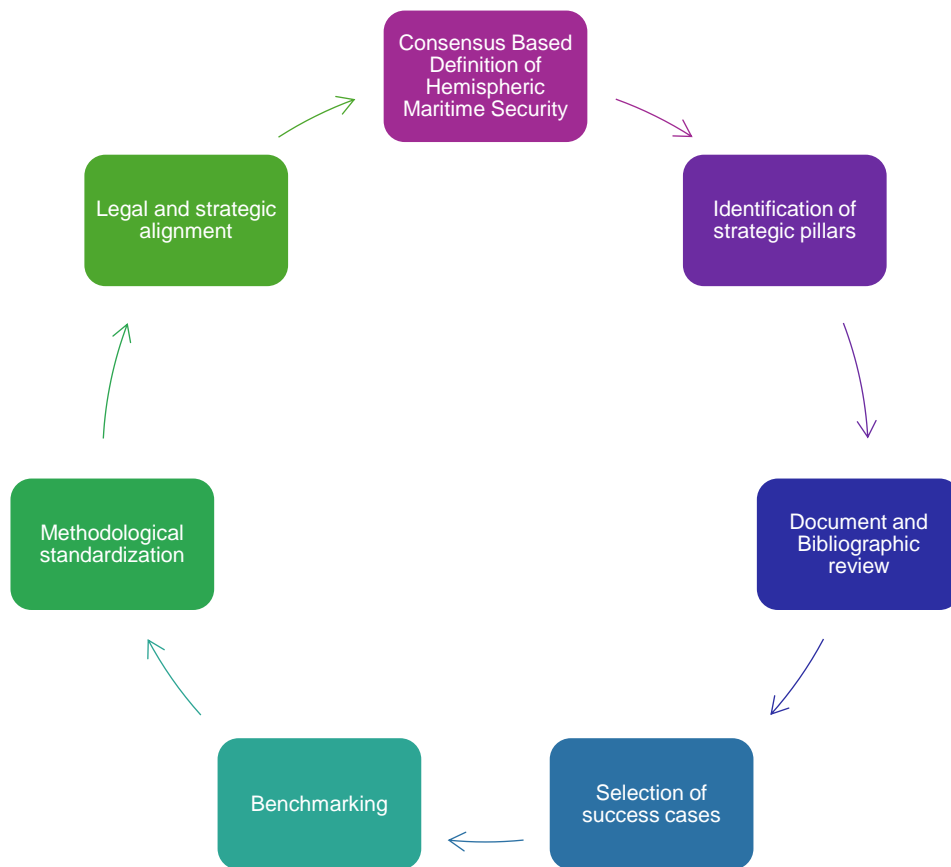 Consensus Based
Definition of
Hemispheric
Maritime Security
Identification of
strategic pillars
Document and
Bibliographic
review
Selection of
success cases
Benchmarking
Methodological
standardization
Legal and strategic
alignment